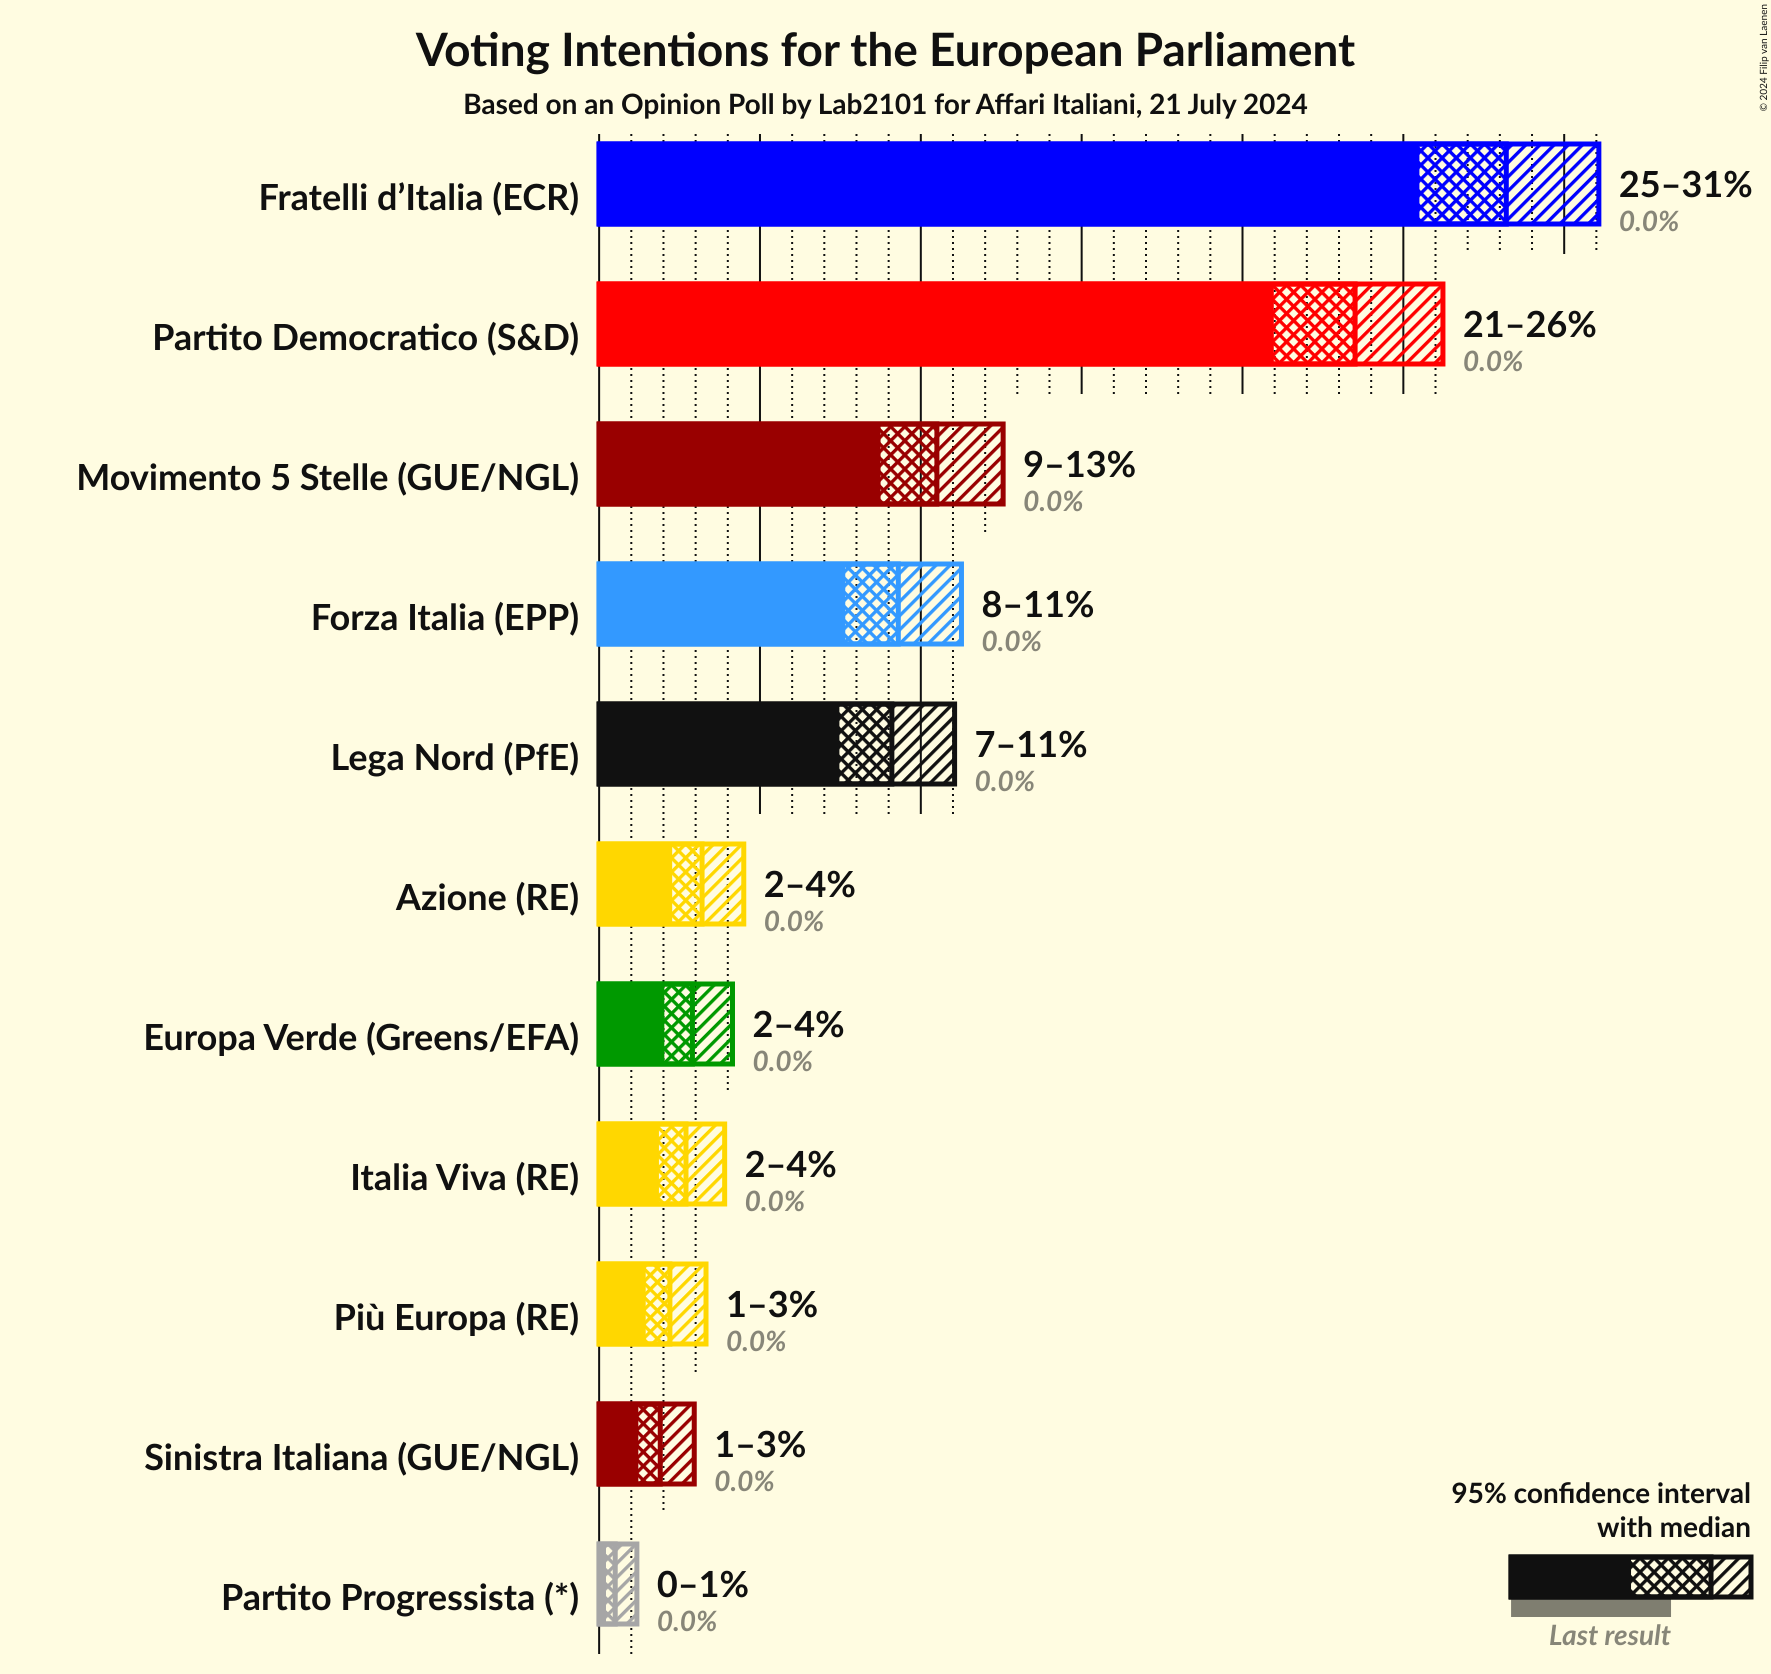 Voting Intentions for the European Parliament
Based on an Opinion Poll by Lab2101 for Affari Italiani, 21 July 2024
© 2024 Filip van Laenen
Fratelli d’Italia (ECR)
25–31%
0.0%
Partito Democratico (S&D)
21–26%
0.0%
Movimento 5 Stelle (GUE/NGL)
9–13%
0.0%
Forza Italia (EPP)
8–11%
0.0%
Lega Nord (PfE)
7–11%
0.0%
Azione (RE)
2–4%
0.0%
Europa Verde (Greens/EFA)
2–4%
0.0%
Italia Viva (RE)
2–4%
0.0%
Più Europa (RE)
1–3%
0.0%
Sinistra Italiana (GUE/NGL)
1–3%
0.0%
Partito Progressista (*)
0–1%
0.0%
95% confidence interval
with median
Last result